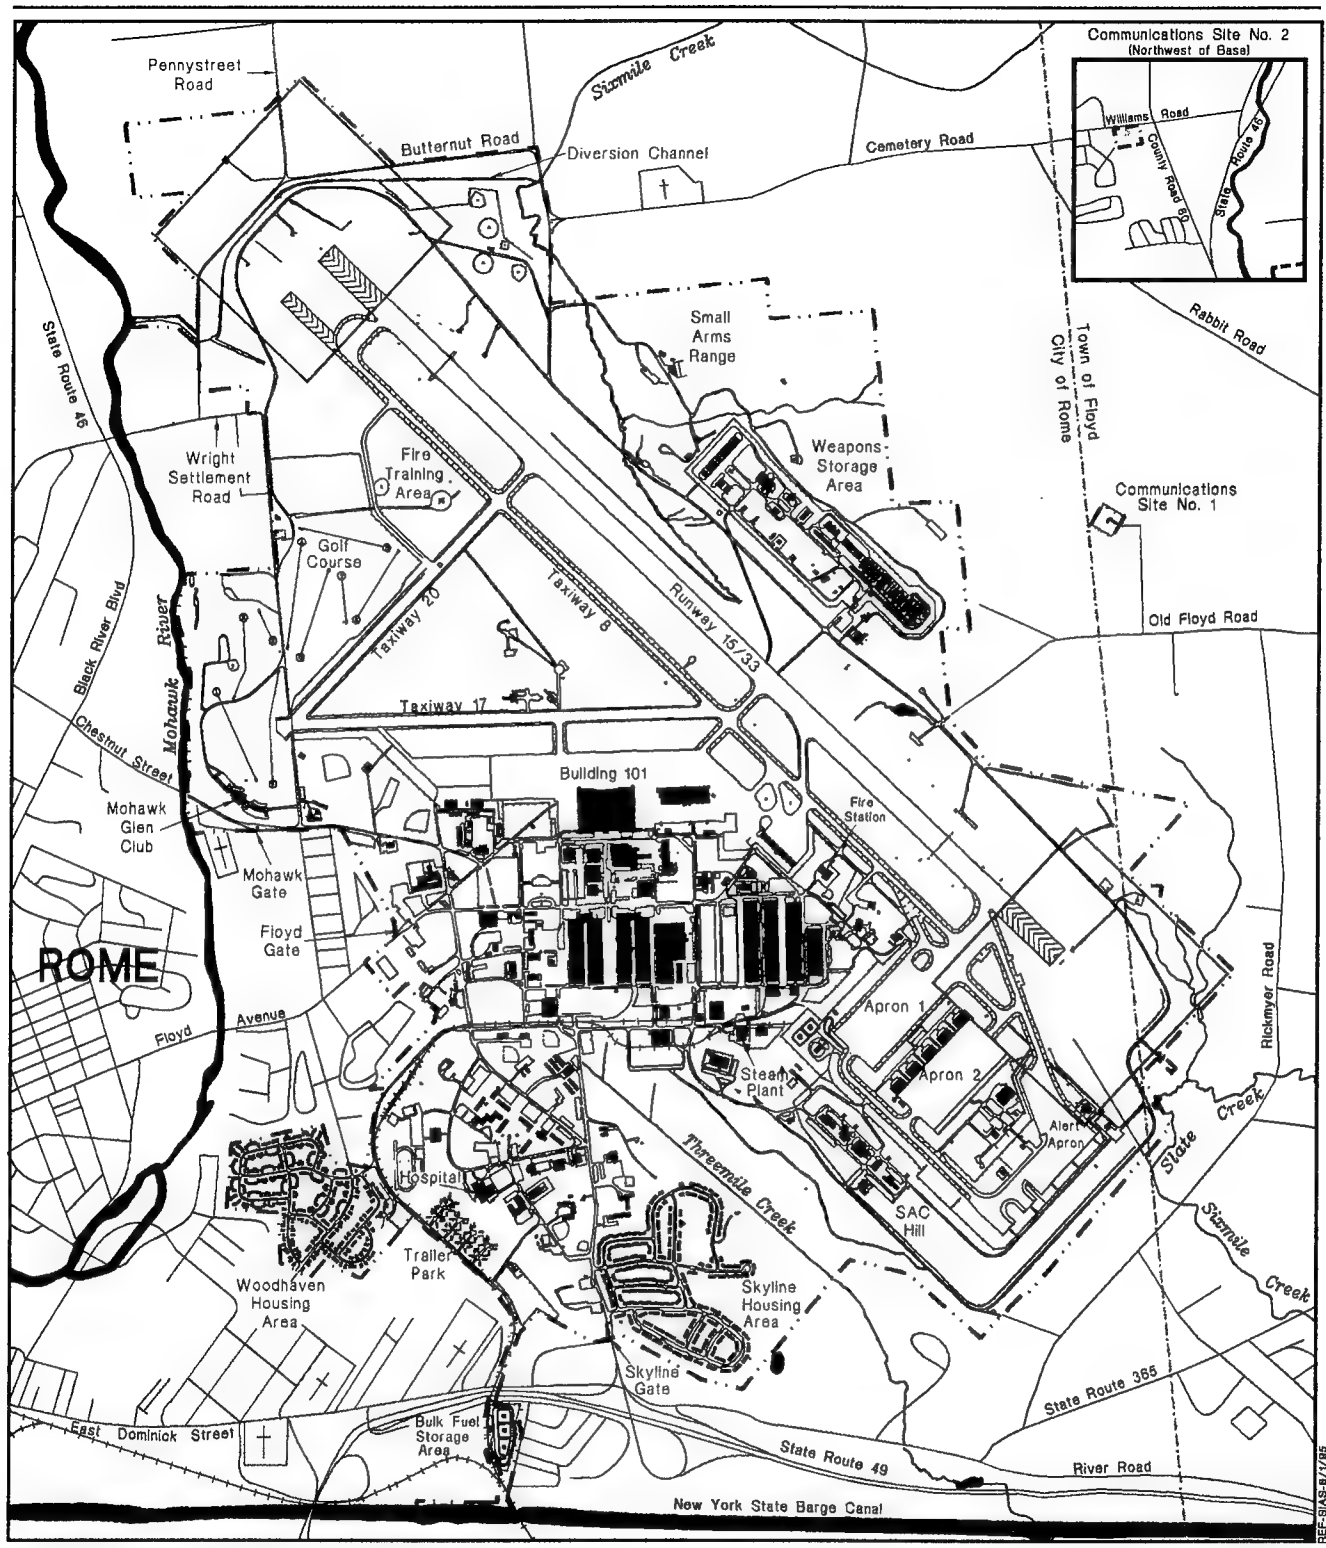 Communications Site No. 2
(Northwest of Base)
Williams Road
County Road 60
State Route 46
Pennystreet
Road
Sixmile Creek
Butternut Road
Diversion Channel
Cemetery Road
Rabbit Road
Town of Floyd
City of Rome
State Route 46
Small
Arms
Range
Wright
Settlement
Road
Fire
Training
Area
Weapons
Storage
Area
Communications
Site No. 1
Golf
Course
Taxiway 20
Taxiway 8
Runway 15/33
Old Floyd Road
Black River Blvd
Mohawk River
Taxiway 17
Chestnut Street
Building 101
Mohawk
Glen
Club
Fire
Station
Mohawk
Gate
Floyd
Gate
ROME
Floyd Avenue
Apron 1
Rickmyer Road
Steam
Plant
Apron 2
Alert
Apron
Slate Creek
Threemile Creek
Hospital
SAC
Hill
Sixmile Creek
Trailer
Park
Woodhaven
Housing
Area
Skyline
Housing
Area
Skyline
Gate
State Route 365
East Dominick Street
Bulk Fuel
Storage
Area
State Route 49
River Road
New York State Barge Canal